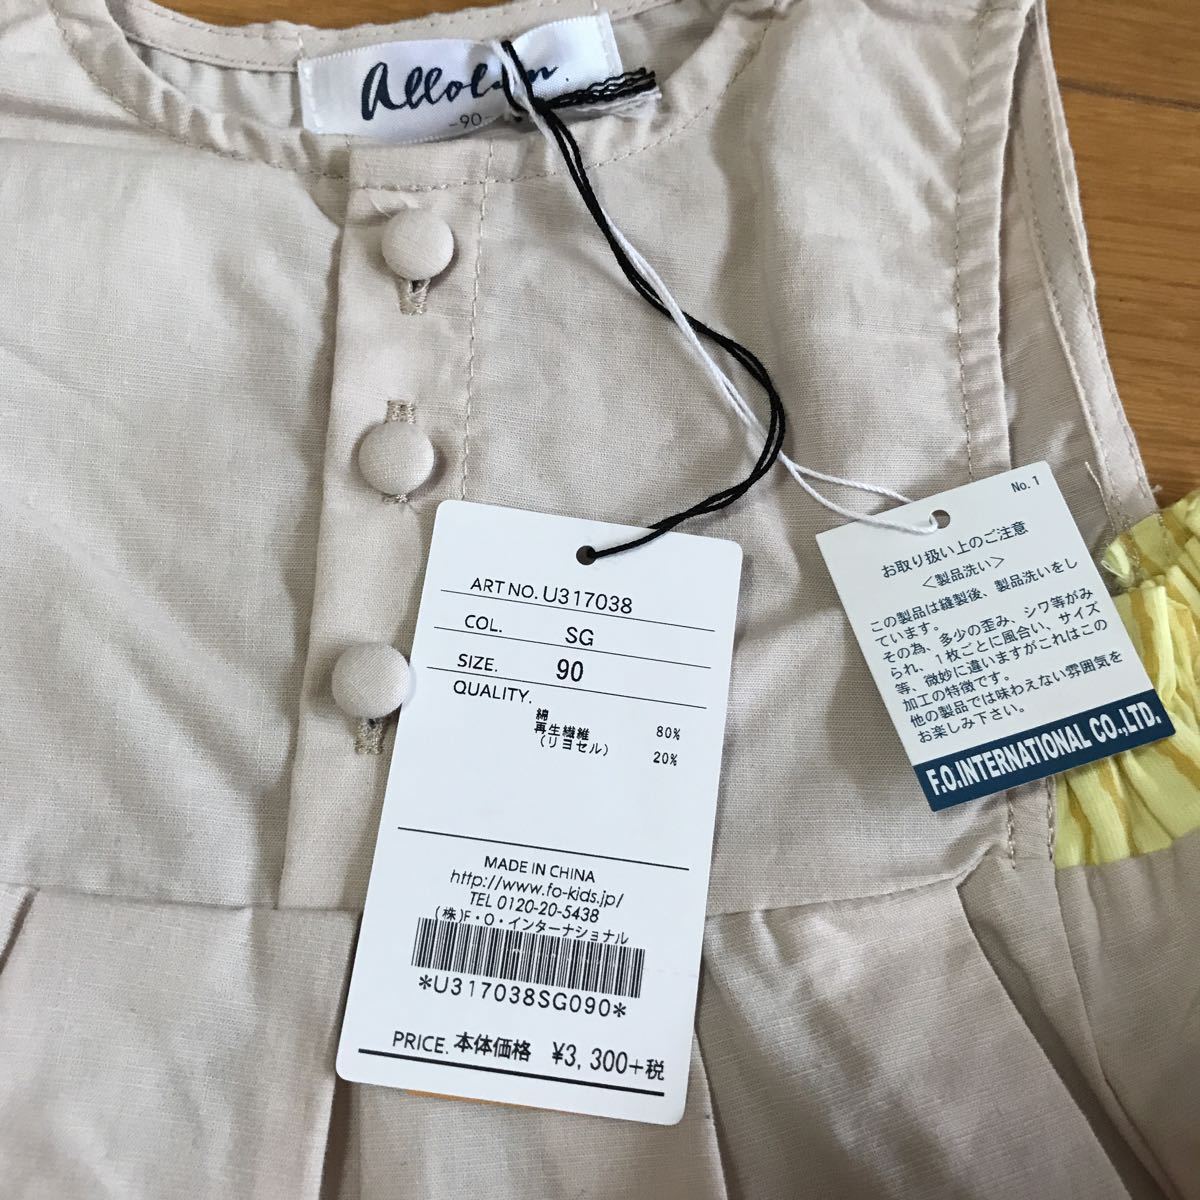 -90-
ART NO. U317038
COL. SG
SIZE. 90
QUALITY.
綿 80%
再生繊維
(リヨセル) 20%
MADE IN CHINA
http://www.fo-kids.jp/
TEL 0120-20-5438
(株)F・O・インターナショナル
*U317038SG090*
PRICE. 本体価格 ¥3,300+税
No. 1
お取り扱い上のご注意
<製品洗い>
この製品は縫製後、製品洗いをし
ています。
その為、多少の歪み、シワ等がみ
られ、1枚ごとに風合い、サイズ
等、微妙に違いますがこれはこの
加工の特徴です。
他の製品では味わえない雰囲気を
お楽しみ下さい。
F.O.INTERNATIONAL CO.,LTD.